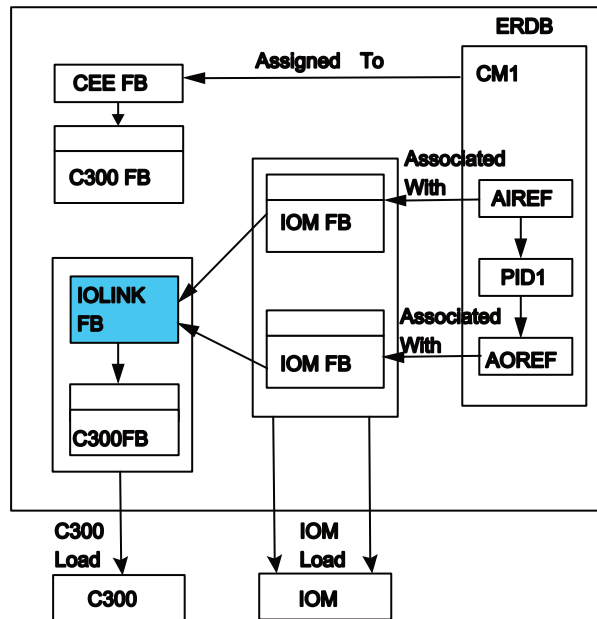 ERDB
Assigned To
CM1
CEE FB
C300 FB
Associated
With
AIREF
IOM FB
PID1
IOLINK
FB
Associated
With
AOREF
IOM FB
C300FB
C300
Load
IOM
Load
C300
IOM